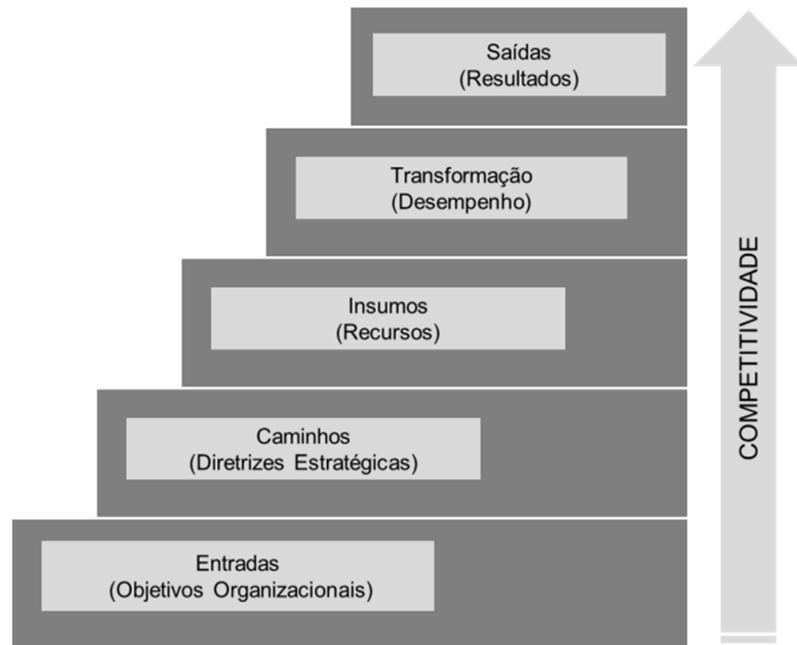 Saídas
(Resultados)
Transformação
(Desempenho)
Insumos
(Recursos)
Caminhos
(Diretrizes Estratégicas)
Entradas
(Objetivos Organizacionais)
COMPETITIVIDADE